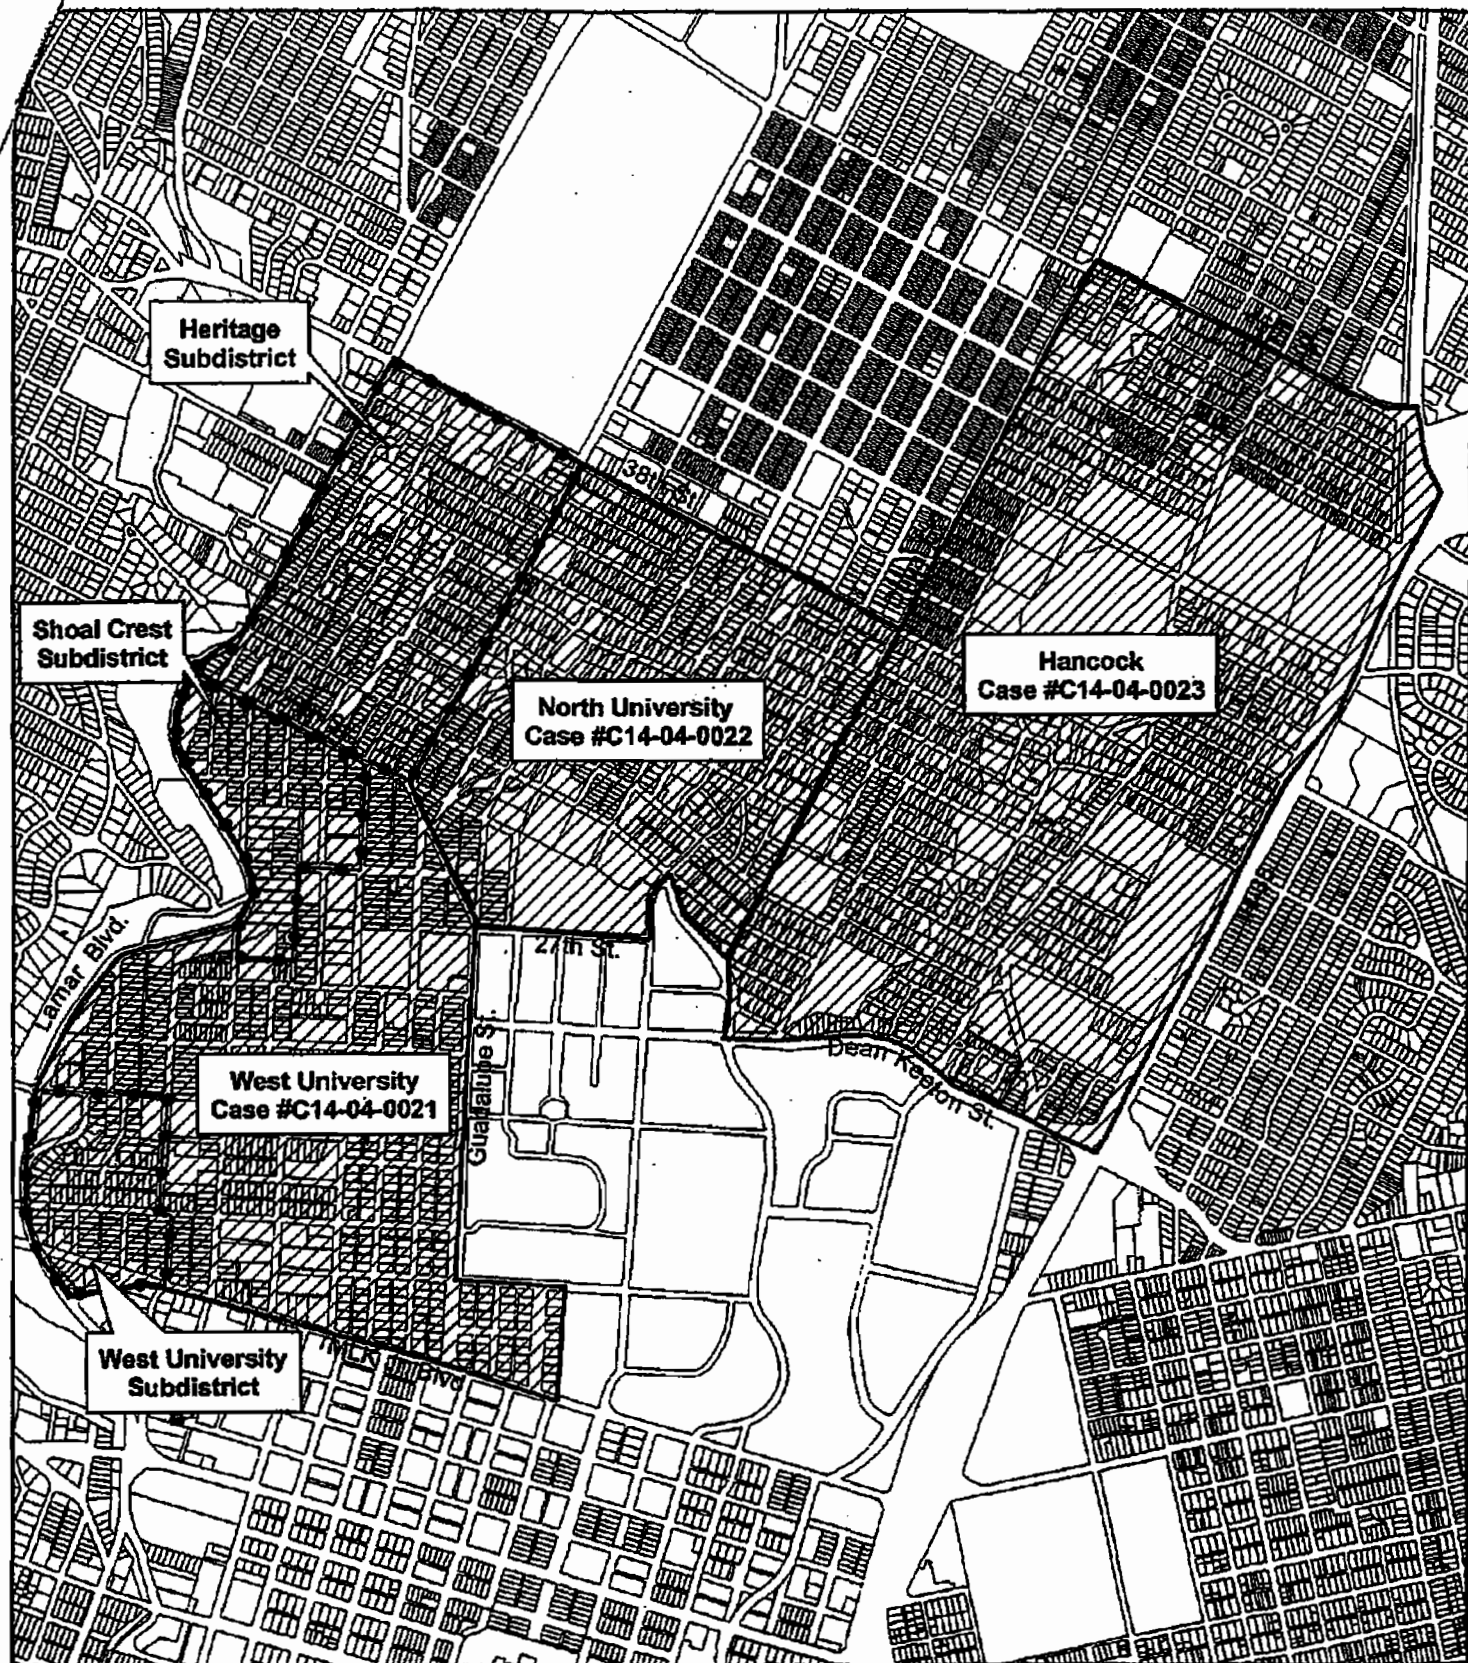 Heritage
Subdistrict
38th St.
Shoal Crest
Subdistrict
North University
Case #C14-04-0022
Hancock
Case #C14-04-0023
27th St.
Lamar Blvd.
Guadalupe St.
Dean Keeton St.
West University
Case #C14-04-0021
West University
Subdistrict
MLK Blvd